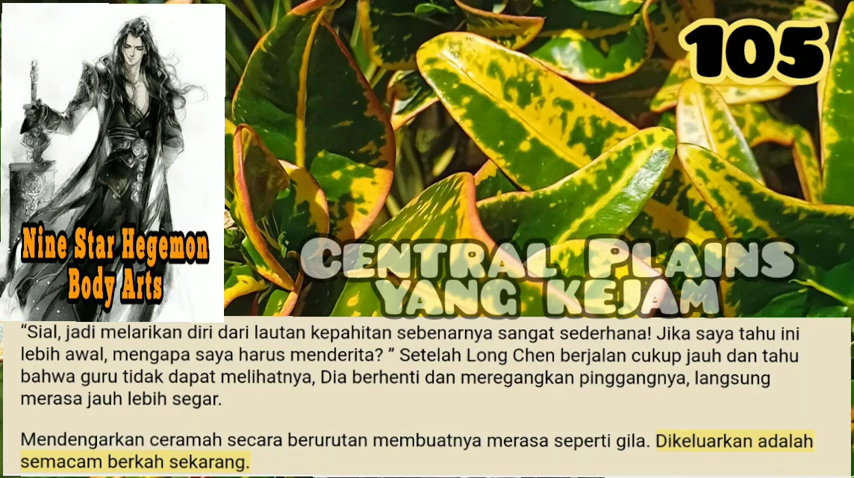 105
Nine Star Hegemon
Body Arts
Central Plains
yang Kejam
“Sial, jadi melarikan diri dari lautan kepahitan sebenarnya sangat sederhana! Jika saya tahu ini
lebih awal, mengapa saya harus menderita? ” Setelah Long Chen berjalan cukup jauh dan tahu
bahwa guru tidak dapat melihatnya, Dia berhenti dan meregangkan pinggangnya, langsung
merasa jauh lebih segar.
Mendengarkan ceramah secara berurutan membuatnya merasa seperti gila. Dikeluarkan adalah
semacam berkah sekarang.